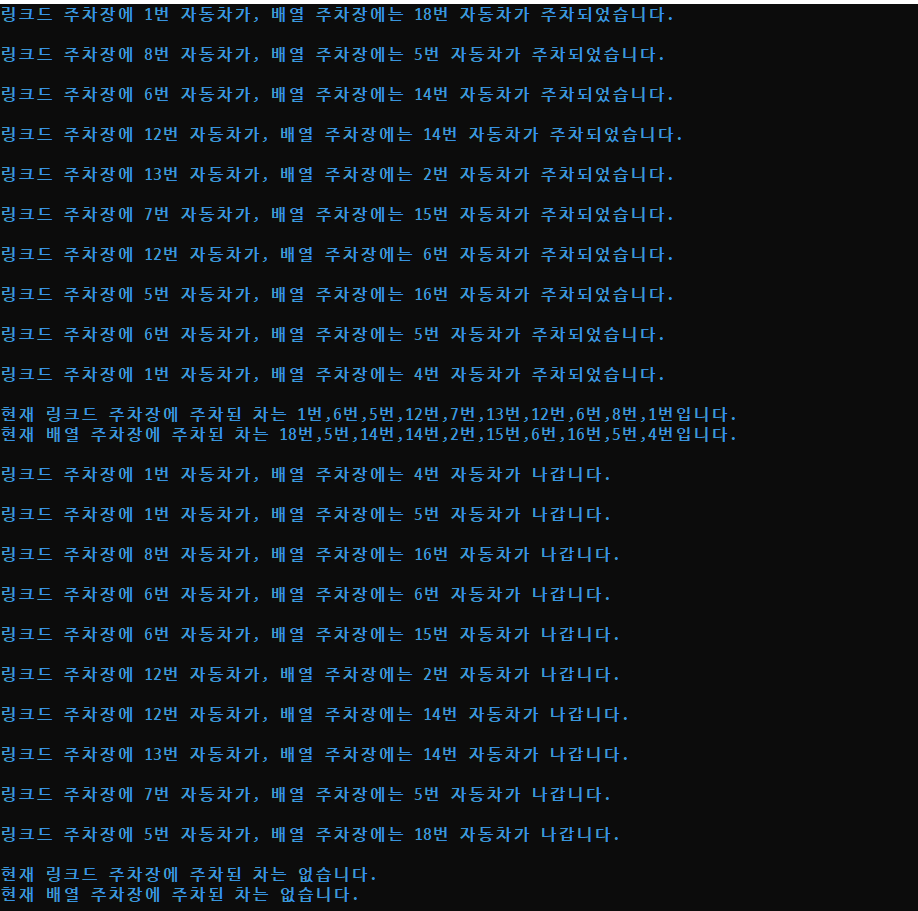 링크드 주차장에 1번 자동차가, 배열 주차장에는 18번 자동차가 주차되었습니다.
링크드 주차장에 8번 자동차가, 배열 주차장에는 5번 자동차가 주차되었습니다.
링크드 주차장에 6번 자동차가, 배열 주차장에는 14번 자동차가 주차되었습니다.
링크드 주차장에 12번 자동차가, 배열 주차장에는 14번 자동차가 주차되었습니다.
링크드 주차장에 13번 자동차가, 배열 주차장에는 2번 자동차가 주차되었습니다.
링크드 주차장에 7번 자동차가, 배열 주차장에는 15번 자동차가 주차되었습니다.
링크드 주차장에 12번 자동차가, 배열 주차장에는 6번 자동차가 주차되었습니다.
링크드 주차장에 5번 자동차가, 배열 주차장에는 16번 자동차가 주차되었습니다.
링크드 주차장에 6번 자동차가, 배열 주차장에는 5번 자동차가 주차되었습니다.
링크드 주차장에 1번 자동차가, 배열 주차장에는 4번 자동차가 주차되었습니다.
현재 링크드 주차장에 주차된 차는 1번,6번,5번,12번,7번,13번,12번,6번,8번,1번입니다.
현재 배열 주차장에 주차된 차는 18번,5번,14번,14번,2번,15번,6번,16번,5번,4번입니다.
링크드 주차장에 1번 자동차가, 배열 주차장에는 4번 자동차가 나갑니다.
링크드 주차장에 1번 자동차가, 배열 주차장에는 5번 자동차가 나갑니다.
링크드 주차장에 8번 자동차가, 배열 주차장에는 16번 자동차가 나갑니다.
링크드 주차장에 6번 자동차가, 배열 주차장에는 6번 자동차가 나갑니다.
링크드 주차장에 6번 자동차가, 배열 주차장에는 15번 자동차가 나갑니다.
링크드 주차장에 12번 자동차가, 배열 주차장에는 2번 자동차가 나갑니다.
링크드 주차장에 12번 자동차가, 배열 주차장에는 14번 자동차가 나갑니다.
링크드 주차장에 13번 자동차가, 배열 주차장에는 14번 자동차가 나갑니다.
링크드 주차장에 7번 자동차가, 배열 주차장에는 5번 자동차가 나갑니다.
링크드 주차장에 5번 자동차가, 배열 주차장에는 18번 자동차가 나갑니다.
현재 링크드 주차장에 주차된 차는 없습니다.
현재 배열 주차장에 주차된 차는 없습니다.